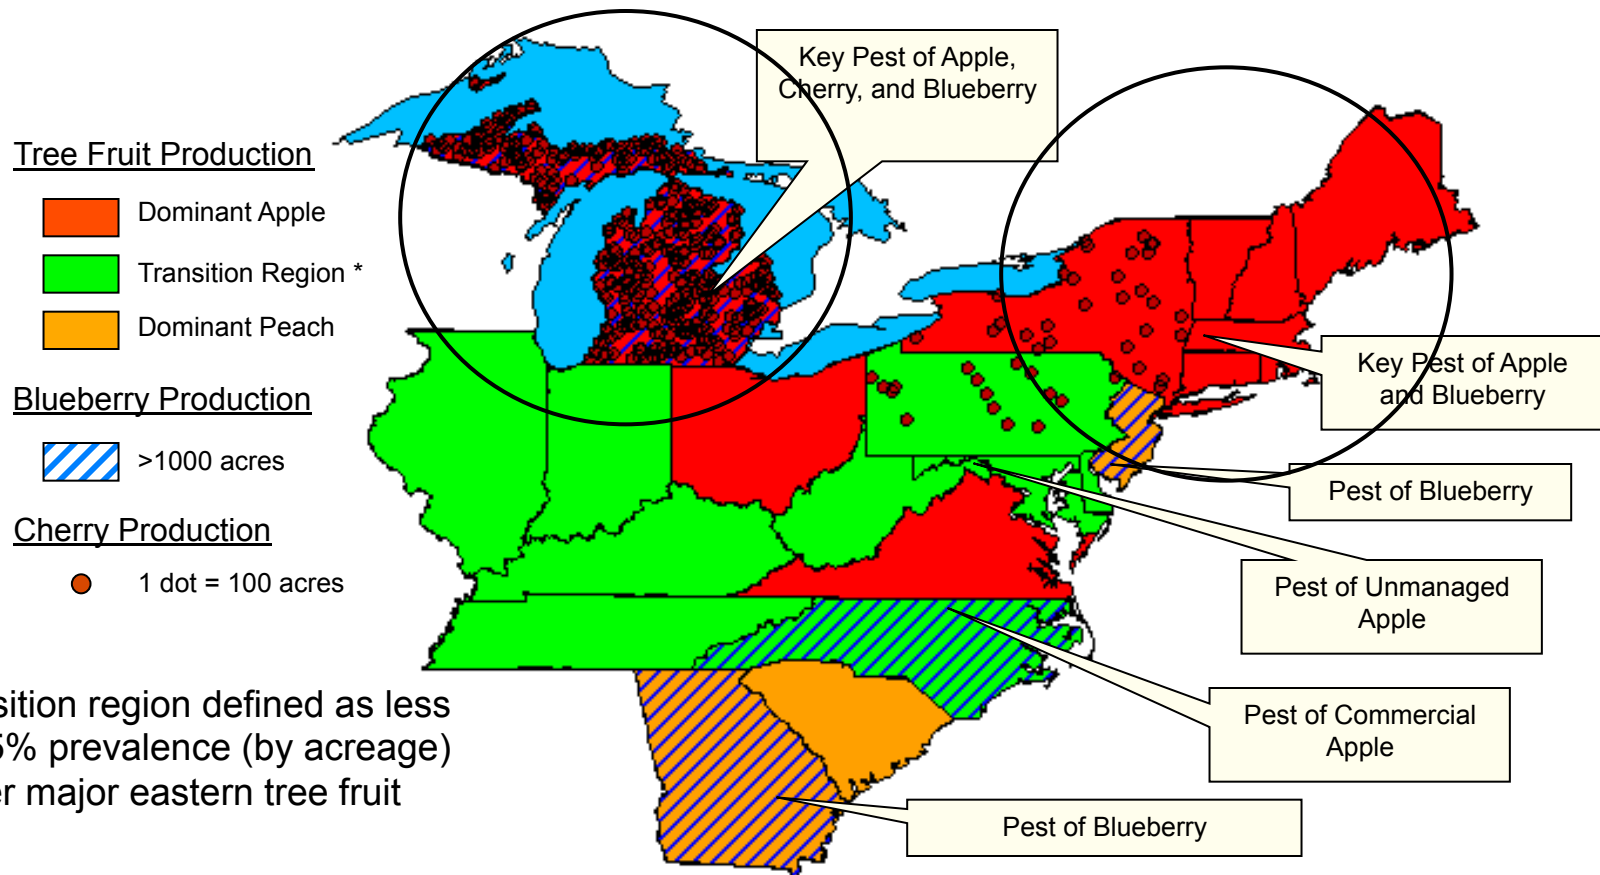 Key Pest of Apple,
Cherry, and Blueberry
Tree Fruit Production
Dominant Apple
Transition Region *
Dominant Peach
Blueberry Production
>1000 acres
Cherry Production
1 dot = 100 acres
Key Pest of Apple
and Blueberry
Pest of Blueberry
Pest of Unmanaged
Apple
Pest of Commercial
Apple
Pest of Blueberry
sition region defined as less
5% prevalence (by acreage)
er major eastern tree fruit